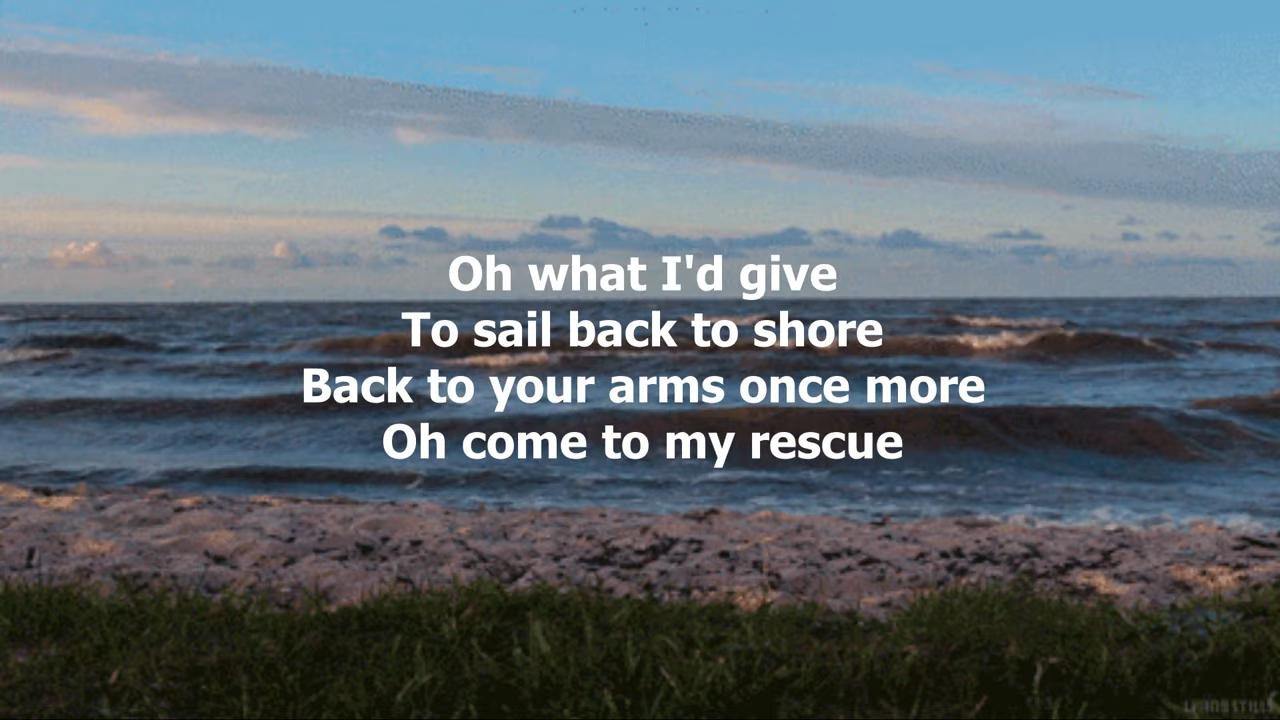 Oh what I'd give
To sail back to shore
Back to your arms once more
Oh come to my rescue